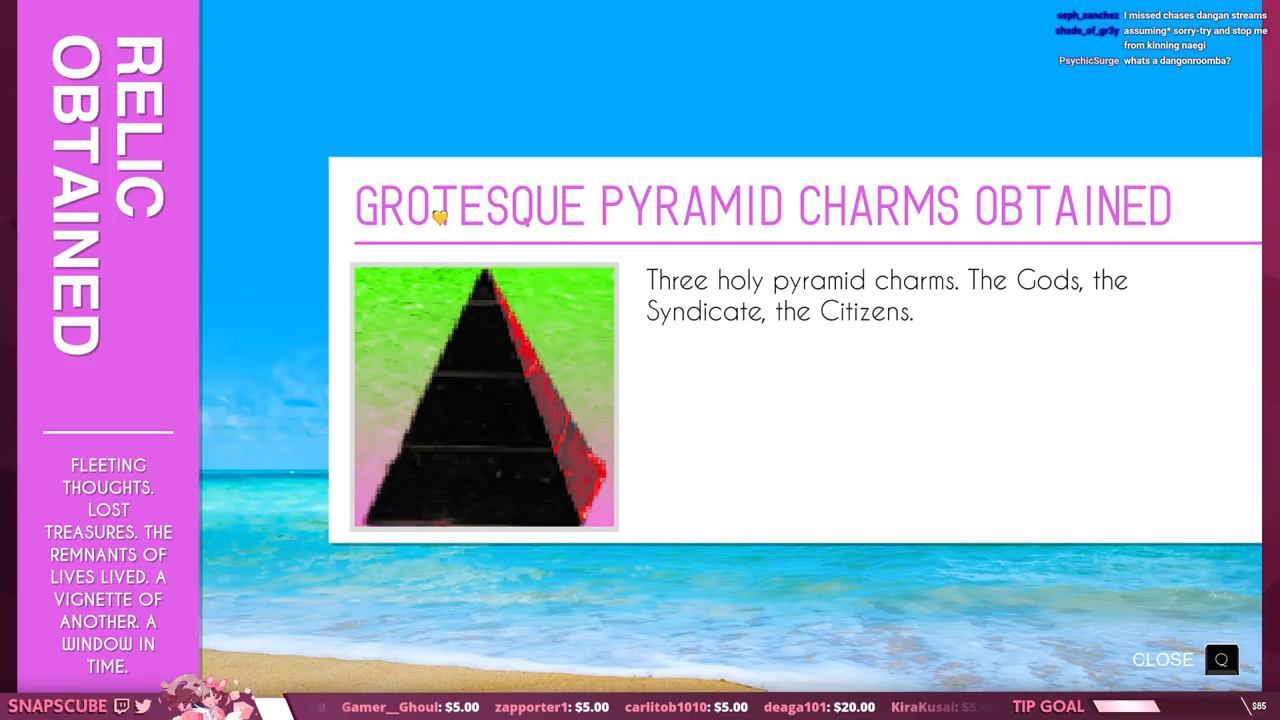 RELIC
OBTAINED
FLEETING
THOUGHTS.
LOST
TREASURES. THE
REMNANTS OF
LIVES LIVED. A
VIGNETTE OF
ANOTHER. A
WINDOW IN
TIME.
seph_sanchez I missed chases dangan streams
shade_of_gr3y assuming* sorry-try and stop me
from kinning naegi
PsychicSurge whats a dangonroomba?
GROTESQUE PYRAMID CHARMS OBTAINED
Three holy pyramid charms. The Gods, the
Syndicate, the Citizens.
CLOSE Q
SNAPSCUBE 0 Gamer__Ghoul: $5.00 zapporter1: $5.00 carlitob1010: $5.00 deaga101: $20.00 KiraKusai: $5. TIP GOAL $85